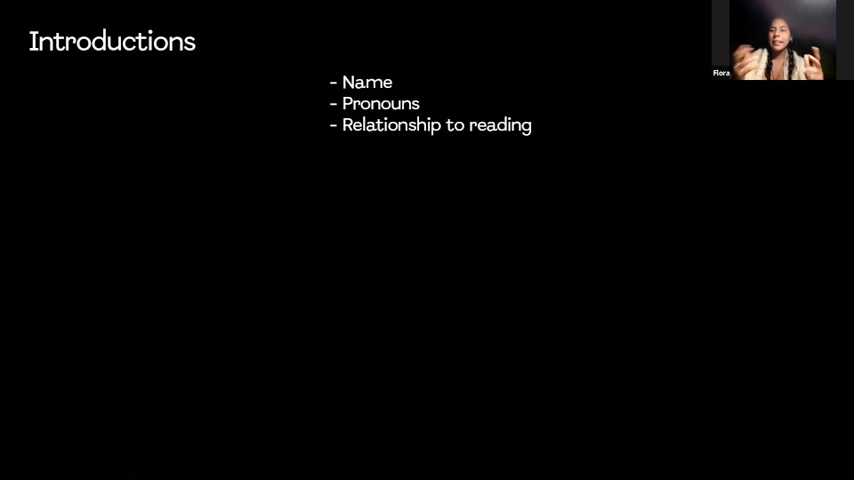 Introductions
- Name
- Pronouns
- Relationship to reading
Flora